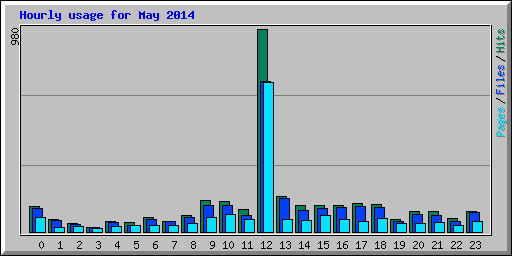 Hourly usage for May 2014
980
Pages / Files / Hits
0 1 2 3 4 5 6 7 8 9 10 11 12 13 14 15 16 17 18 19 20 21 22 23